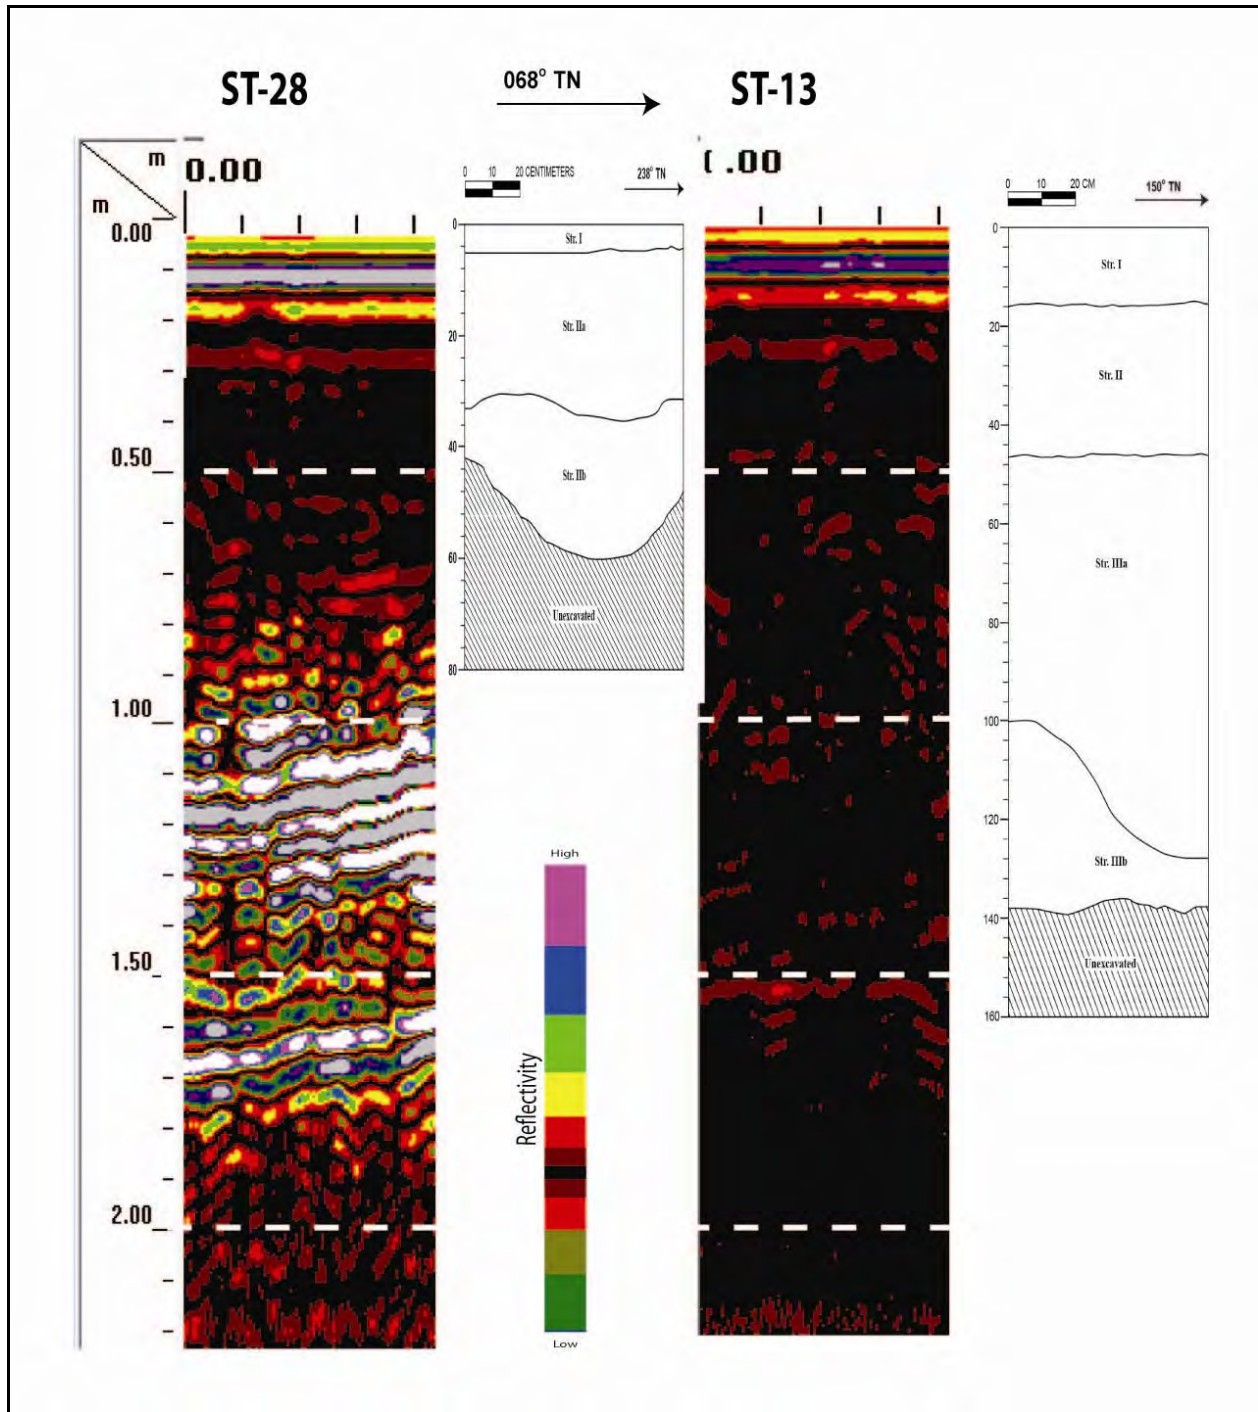 ST-28
068° TN
ST-13
m
0.00
m
0.00
0.50
1.00
1.50
2.00
0 10 20 CENTIMETERS
238° TN
0
20
40
60
80
Str. I
Str. IIa
Str. IIb
Unexcavated
High
Reflectivity
Low
.00
0 10 20 CM
150° TN
0
20
40
60
80
100
120
140
160
Str. I
Str. II
Str. IIIa
Str. IIIb
Unexcavated